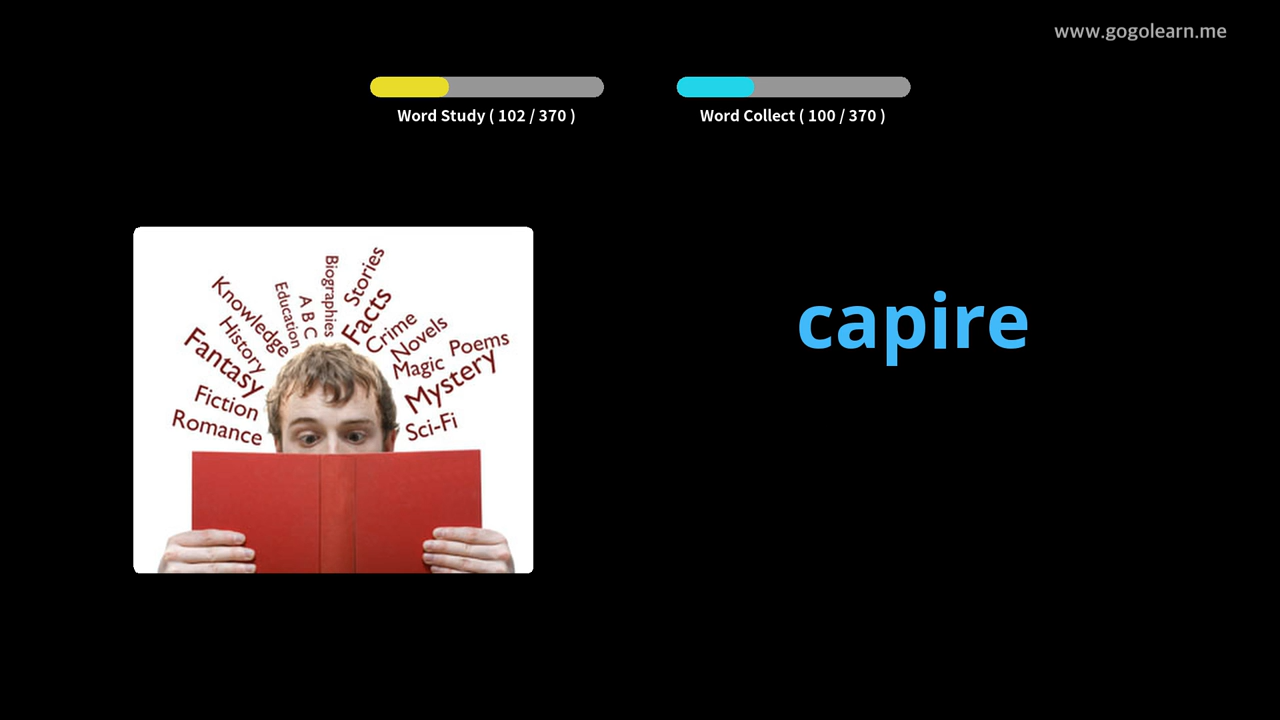 www.gogolearn.me
Word Study ( 102 / 370 )
Word Collect ( 100 / 370 )
capire
Knowledge
Education
A B C
Biographies
Stories
Facts
Crime
Novels
Poems
Magic
Mystery
Sci-Fi
History
Fantasy
Fiction
Romance